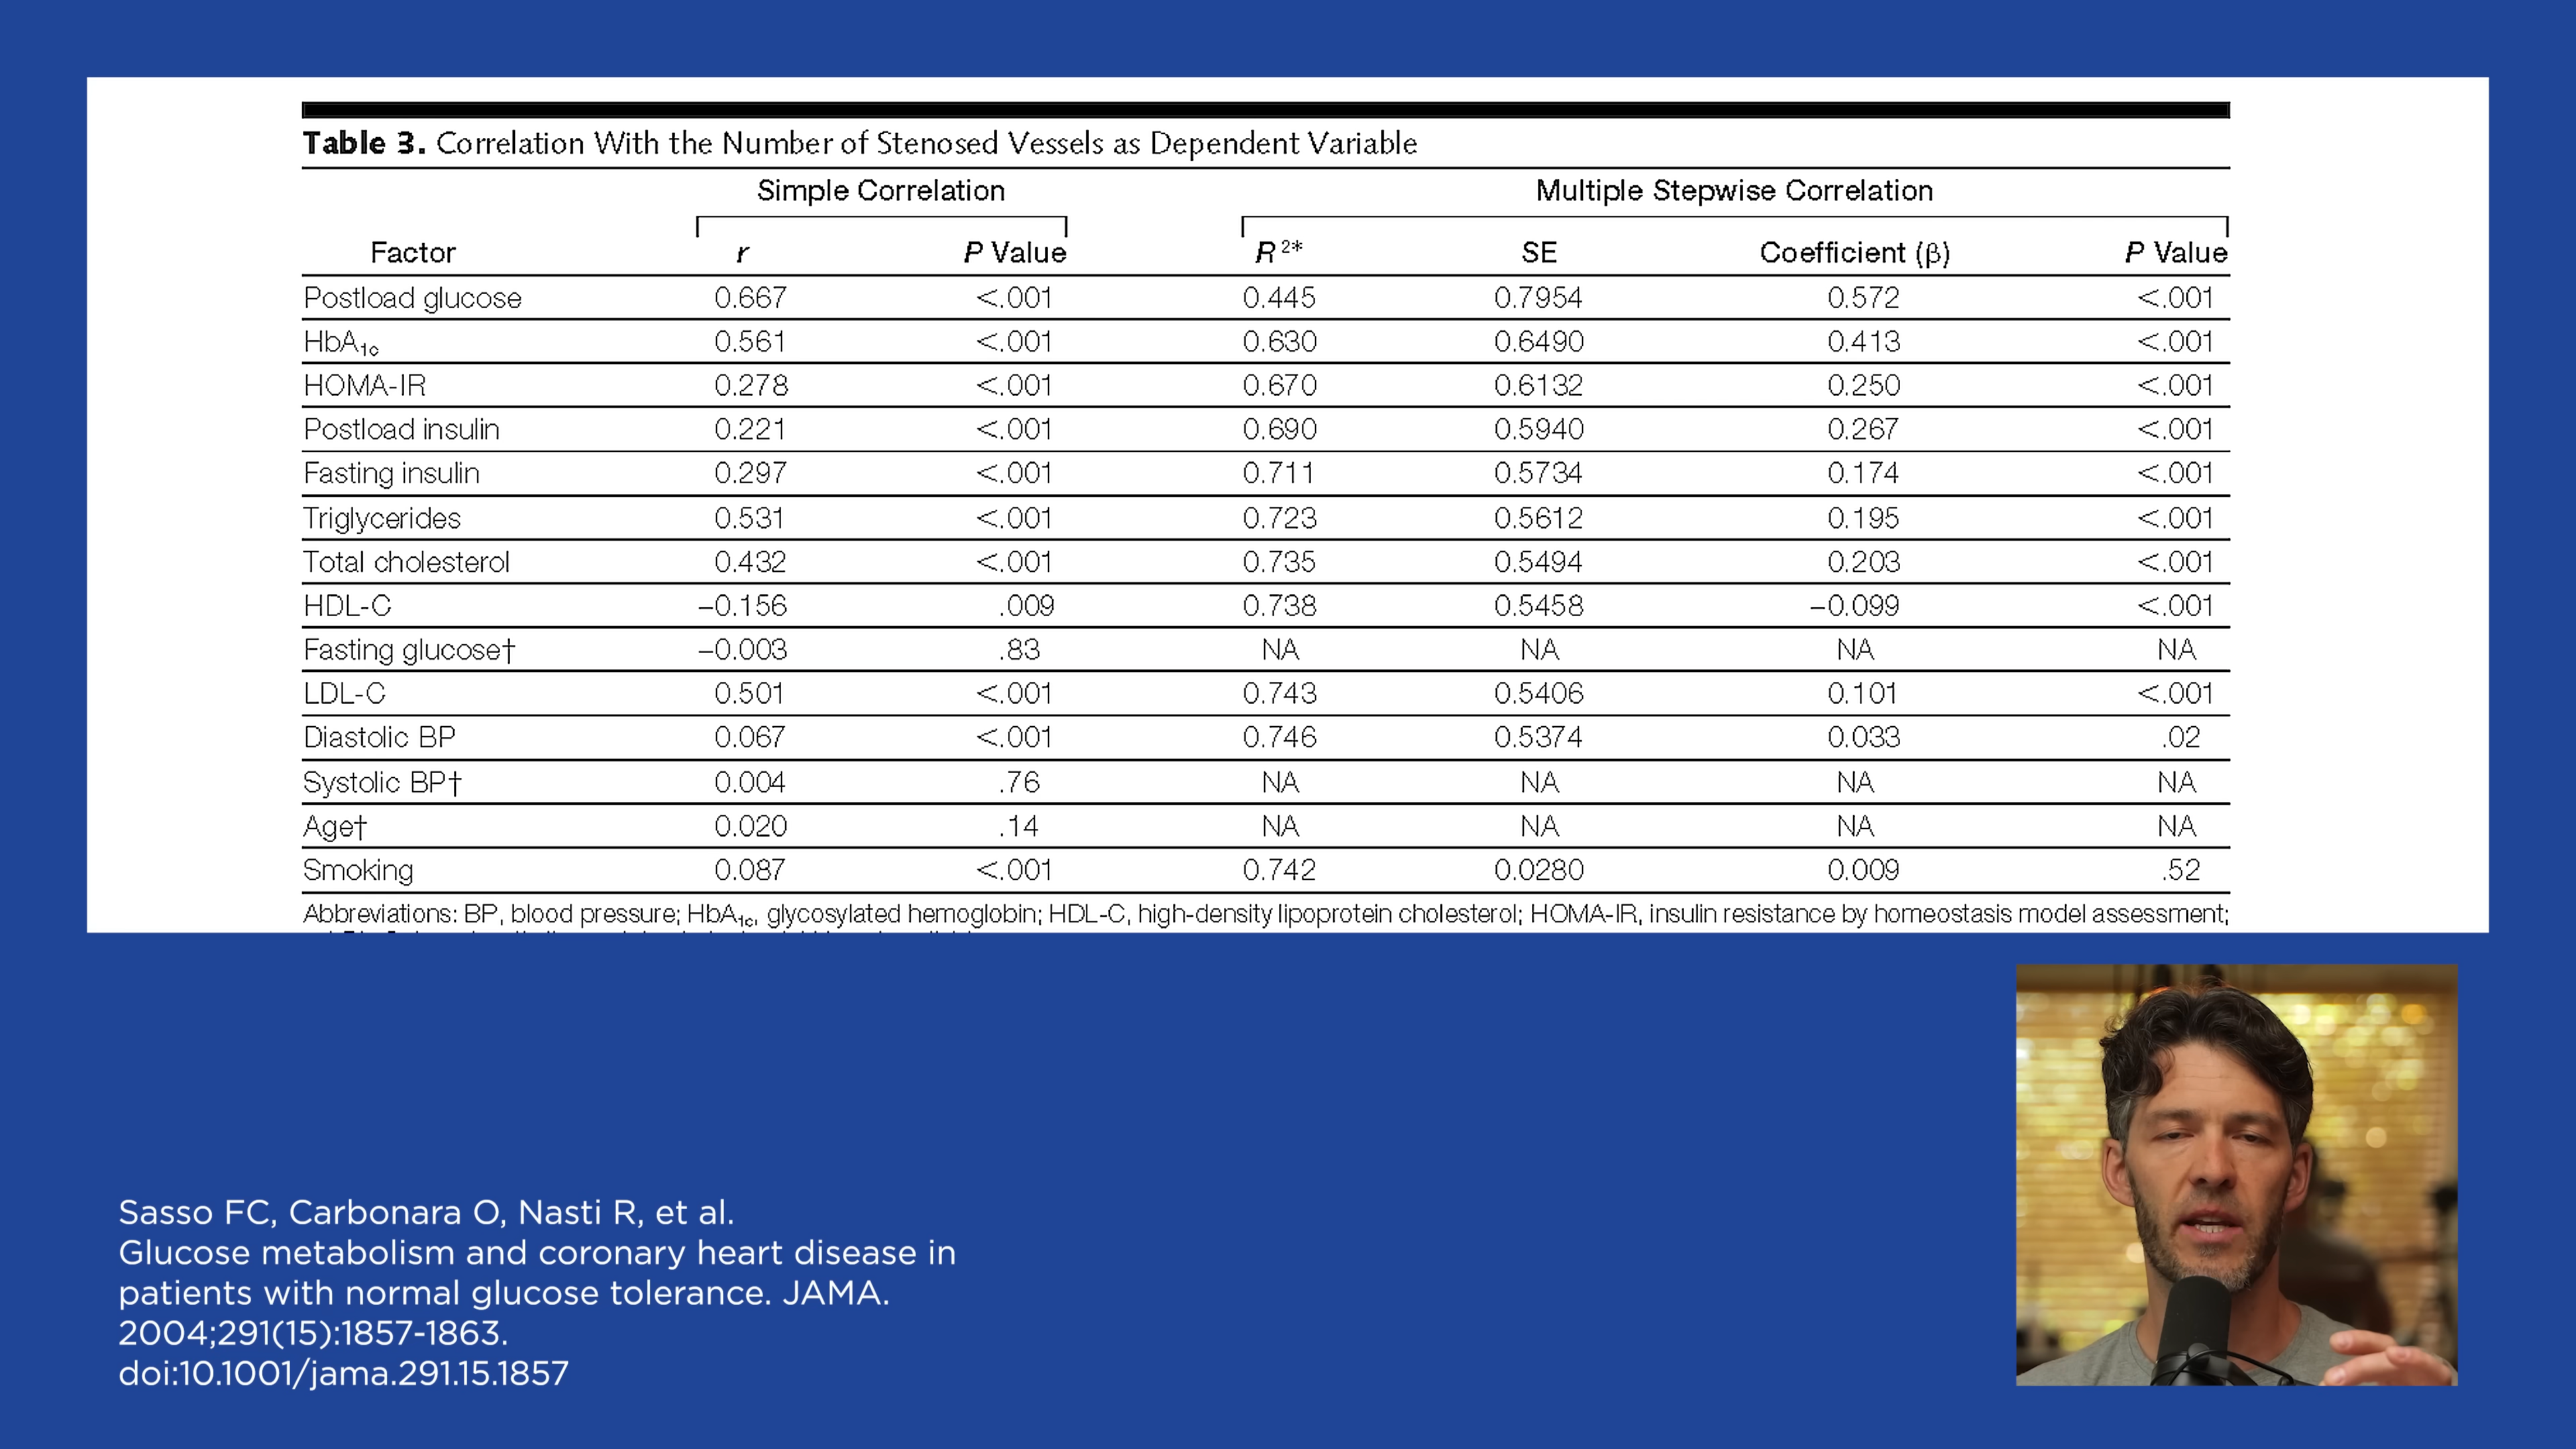 Table 3. Correlation With the Number of Stenosed Vessels as Dependent Variable
Simple Correlation Multiple Stepwise Correlation
Factor r P Value R2* SE Coefficient (β) P Value
Postload glucose 0.667 <.001 0.445 0.7954 0.572 <.001
HbA1c 0.561 <.001 0.630 0.6490 0.413 <.001
HOMA-IR 0.278 <.001 0.670 0.6132 0.250 <.001
Postload insulin 0.221 <.001 0.690 0.5940 0.267 <.001
Fasting insulin 0.297 <.001 0.711 0.5734 0.174 <.001
Triglycerides 0.531 <.001 0.723 0.5612 0.195 <.001
Total cholesterol 0.432 <.001 0.735 0.5494 0.203 <.001
HDL-C −0.156 .009 0.738 0.5458 −0.099 <.001
Fasting glucose† −0.003 .83 NA NA NA NA
LDL-C 0.501 <.001 0.743 0.5406 0.101 <.001
Diastolic BP 0.067 <.001 0.746 0.5374 0.033 .02
Systolic BP† 0.004 .76 NA NA NA NA
Age† 0.020 .14 NA NA NA NA
Smoking 0.087 <.001 0.742 0.0280 0.009 .52
Abbreviations: BP, blood pressure; HbA1c, glycosylated hemoglobin; HDL-C, high-density lipoprotein cholesterol; HOMA-IR, insulin resistance by homeostasis model assessment;
Sasso FC, Carbonara O, Nasti R, et al.
Glucose metabolism and coronary heart disease in
patients with normal glucose tolerance. JAMA.
2004;291(15):1857-1863.
doi:10.1001/jama.291.15.1857